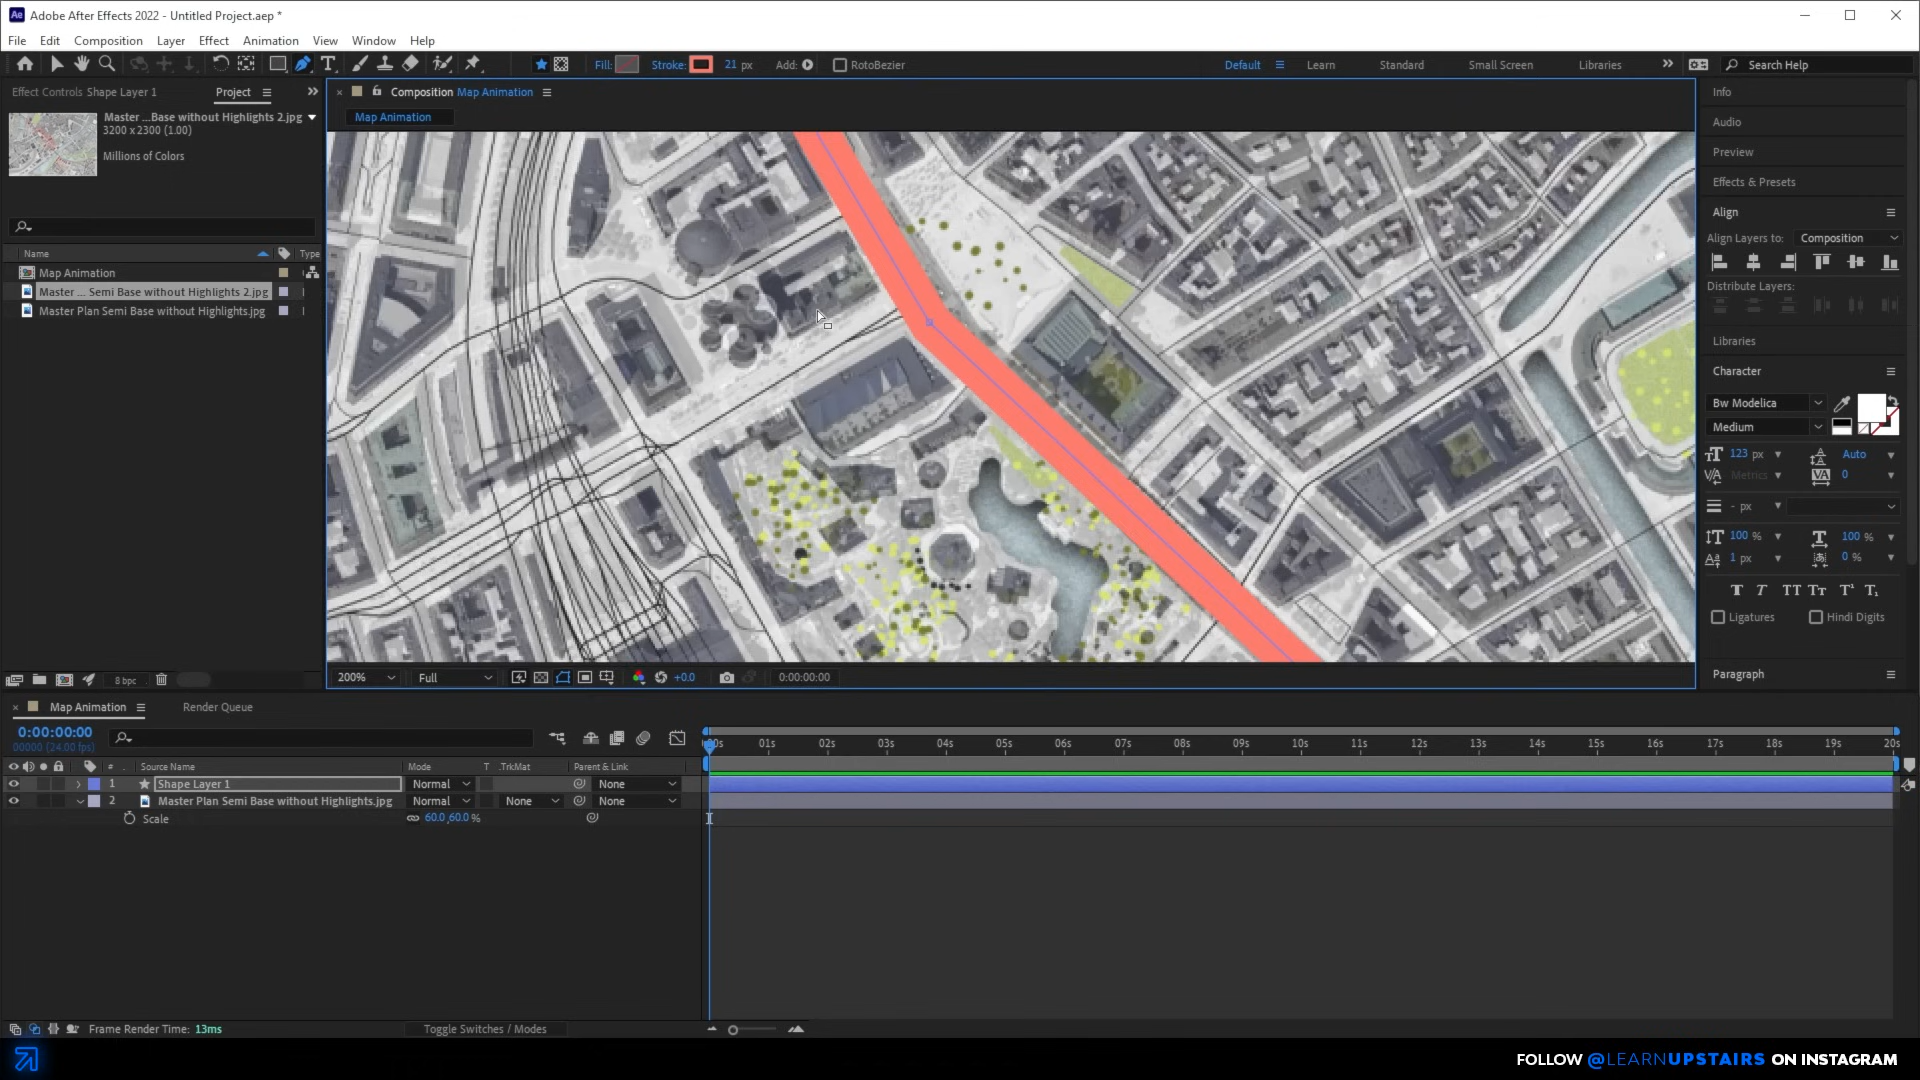 Ae Adobe After Effects 2022 - Untitled Project.aep *
File Edit Composition Layer Effect Animation View Window Help
Fill: Stroke: 21 px Add: RotoBezier Default Learn Standard Small Screen Libraries Search Help
Effect Controls Shape Layer 1 Project
Composition Map Animation
Map Animation
Master ...Base without Highlights 2.jpg
3200 x 2300 (1.00)
Millions of Colors
Name Type
Map Animation
Master ... Semi Base without Highlights 2.jpg
Master Plan Semi Base without Highlights.jpg
8 bpc
200% Full +0.0 0:00:00:00
Info
Audio
Preview
Effects & Presets
Align
Align Layers to: Composition
Distribute Layers:
Libraries
Character
Bw Modelica
Medium
123 px Auto
Metrics 0
- px
100 % 100 %
1 px 0 %
T T TT Tт T¹ T₁
Ligatures Hindi Digits
Paragraph
Map Animation Render Queue
0:00:00:00
00000 (24.00 fps)
:00s 01s 02s 03s 04s 05s 06s 07s 08s 09s 10s 11s 12s 13s 14s 15s 16s 17s 18s 19s 20s
# Source Name Mode T .TrkMat Parent & Link
1 Shape Layer 1 Normal None
2 Master Plan Semi Base without Highlights.jpg Normal None None
Scale 60.0,60.0 %
Frame Render Time: 13ms Toggle Switches / Modes
FOLLOW @LEARNUPSTAIRS ON INSTAGRAM